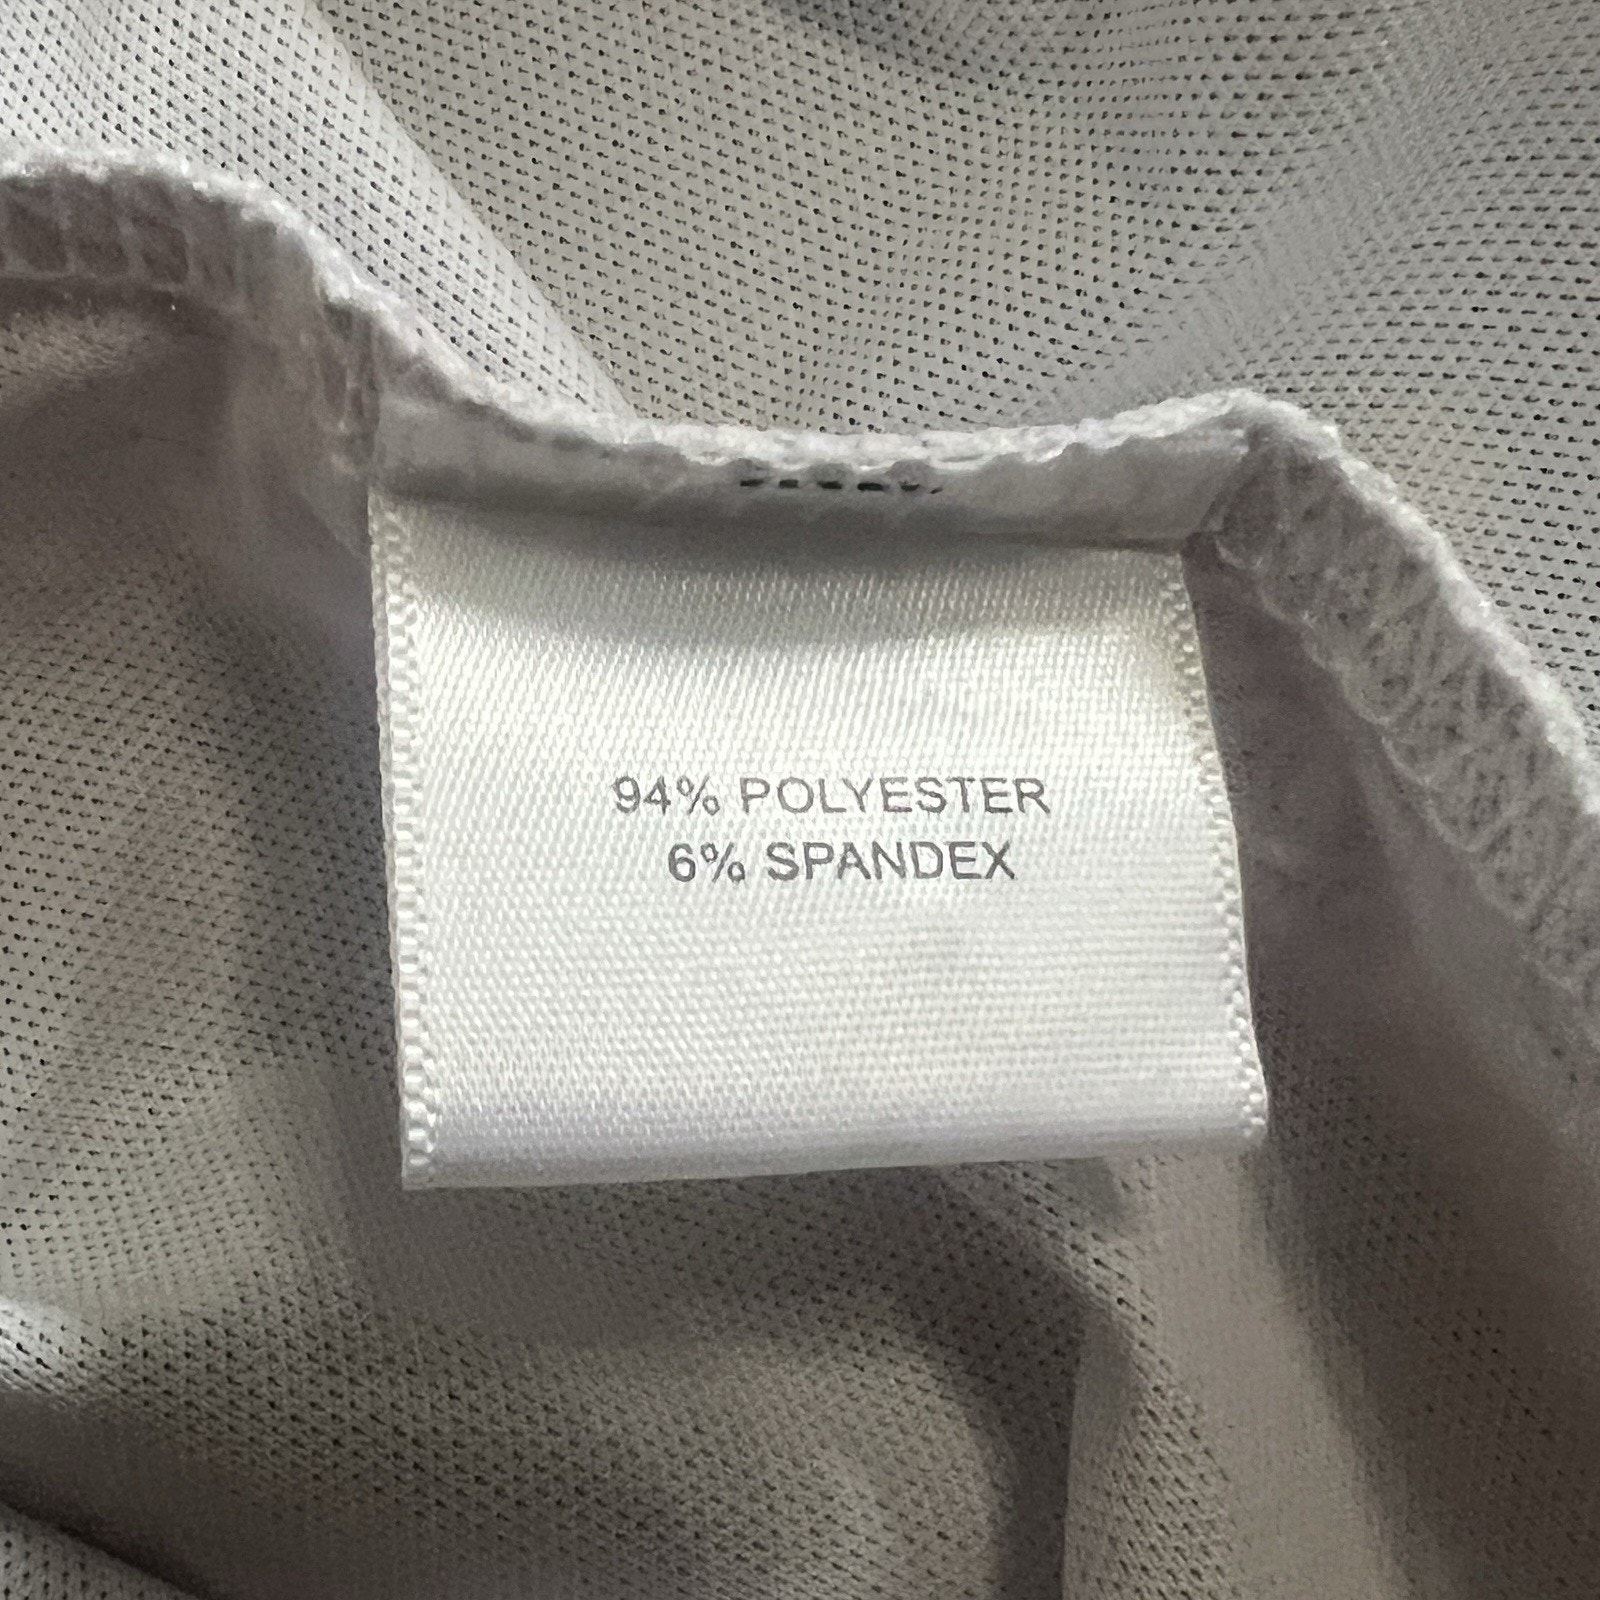 94% POLYESTER
6% SPANDEX